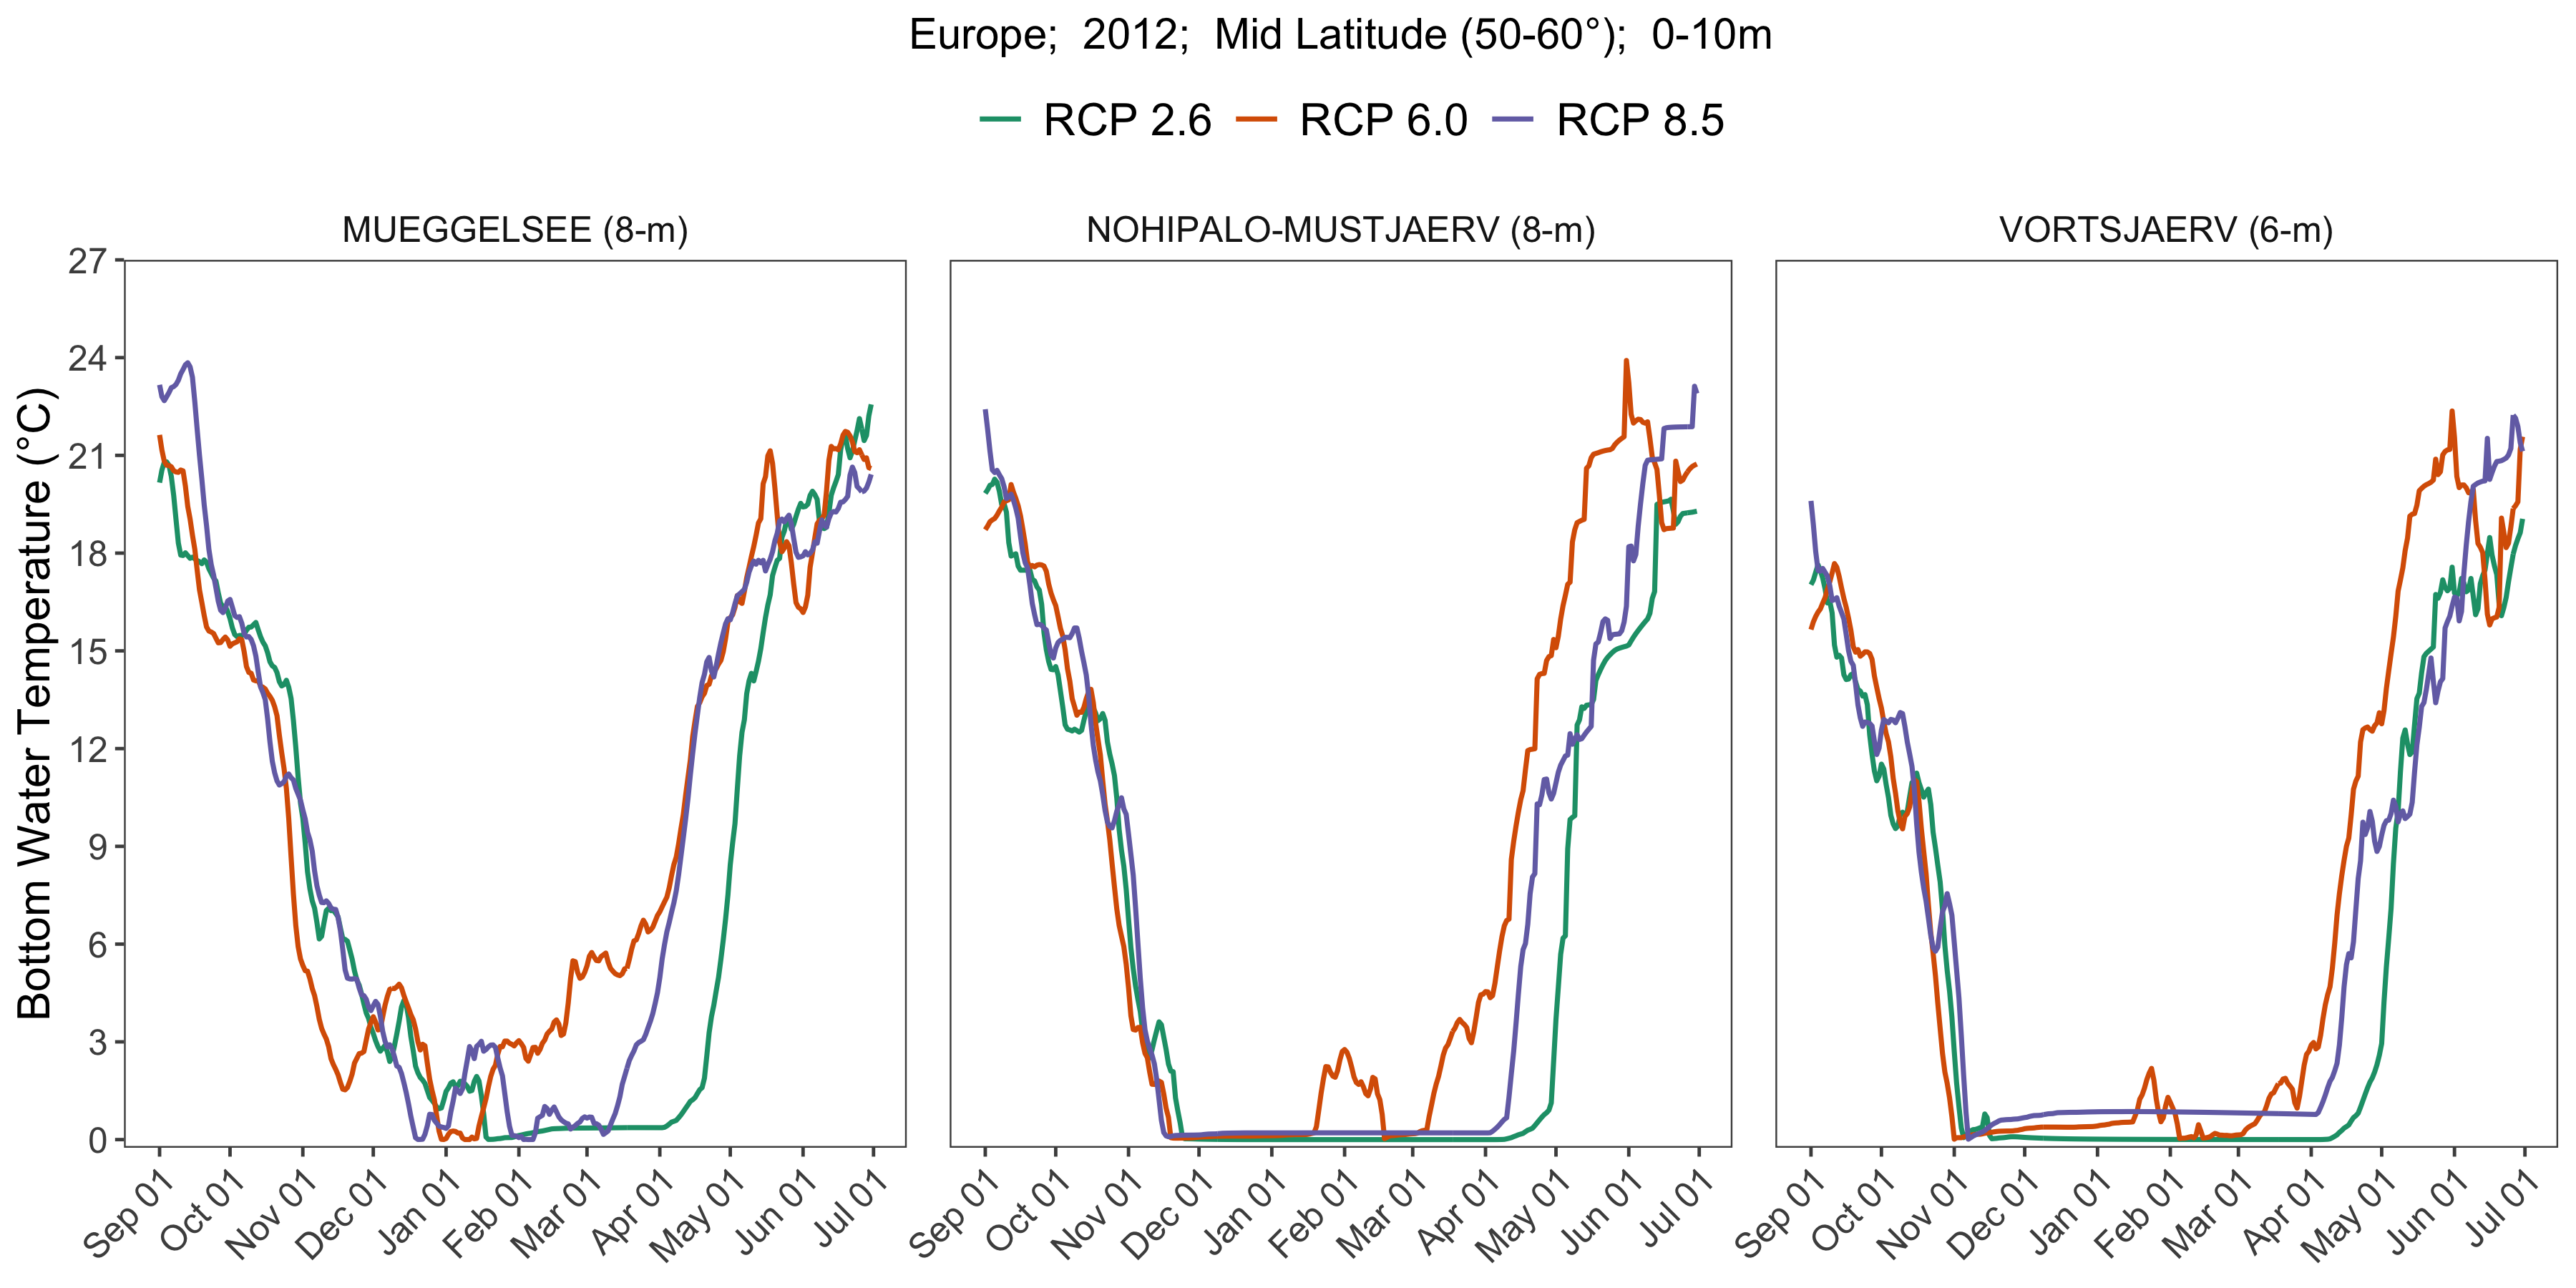 Europe; 2012; Mid Latitude (50-60°); 0-10m
RCP 2.6 RCP 6.0 RCP 8.5
MUEGGELSEE (8-m) NOHIPALO-MUSTJAERV (8-m) VORTSJAERV (6-m)
Bottom Water Temperature (°C)
27
24
21
18
15
12
9
6
3
0
Sep 01 Oct 01 Nov 01 Dec 01 Jan 01 Feb 01 Mar 01 Apr 01 May 01 Jun 01 Jul 01
Sep 01 Oct 01 Nov 01 Dec 01 Jan 01 Feb 01 Mar 01 Apr 01 May 01 Jun 01 Jul 01
Sep 01 Oct 01 Nov 01 Dec 01 Jan 01 Feb 01 Mar 01 Apr 01 May 01 Jun 01 Jul 01